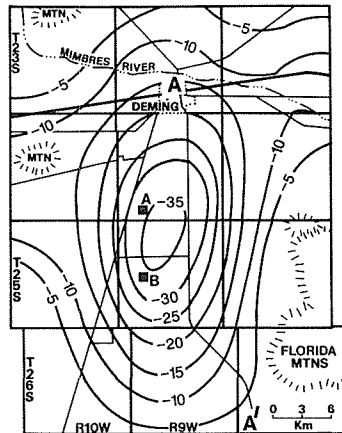 MTN
-5
-10
-5
T23S
MIMBRES RIVER
-5
-10
A
DEMING
-10
-10
-5
MTN
A
-35
B
T25S
-5
-10
-30
-25
-20
-15
-10
T26S
FLORIDA
MTNS
A'
0 3 6
Km
R10W R9W